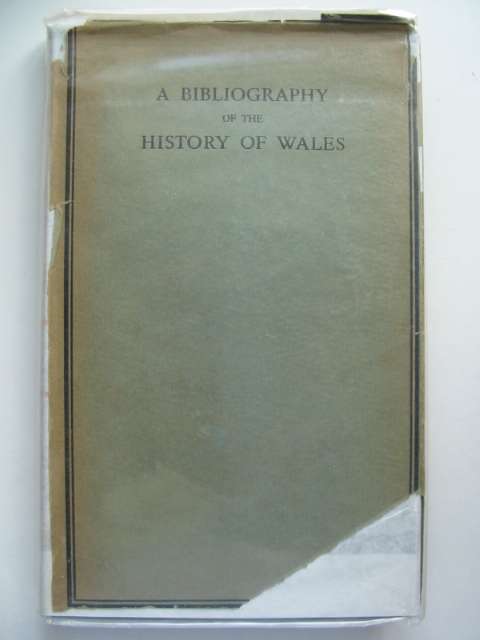 A BIBLIOGRAPHY
OF THE
HISTORY OF WALES